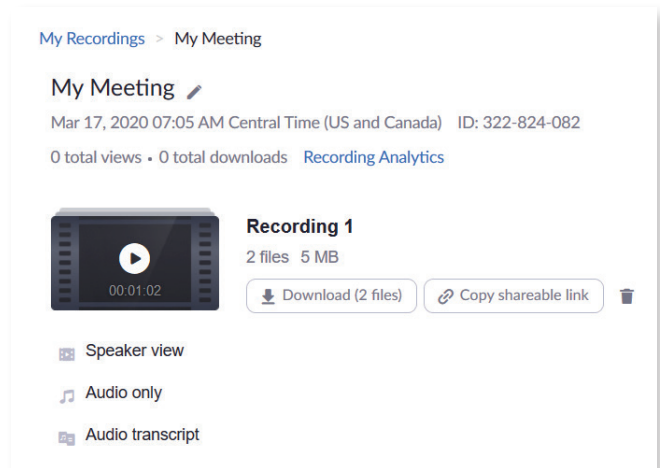 My Recordings > My Meeting
My Meeting
Mar 17, 2020 07:05 AM Central Time (US and Canada) ID: 322-824-082
0 total views • 0 total downloads Recording Analytics
Recording 1
2 files 5 MB
00:01:02
Download (2 files) Copy shareable link
Speaker view
Audio only
Audio transcript